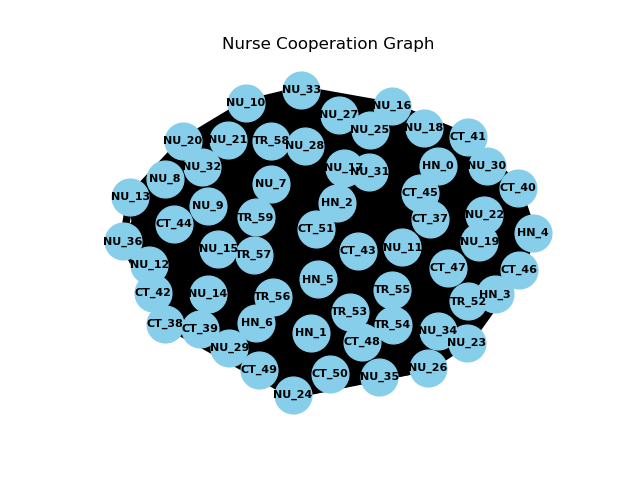 Nurse Cooperation Graph
NU_33
NU_10
NU_16
NU_27
NU_25
NU_18
CT_41
NU_20
NU_21
TR_58
NU_28
NU_32
NU_17
NU_31
HN_0
NU_30
NU_8
NU_7
CT_40
NU_13
CT_45
NU_9
HN_2
TR_59
CT_37
NU_22
CT_44
CT_51
HN_4
NU_36
NU_19
NU_15
TR_57
CT_43
NU_11
NU_12
CT_47
CT_46
HN_5
CT_42
NU_14
TR_56
TR_55
TR_52
HN_3
TR_53
CT_38
CT_39
HN_6
TR_54
HN_1
NU_34
CT_48
NU_23
NU_29
CT_49
CT_50
NU_35
NU_26
NU_24